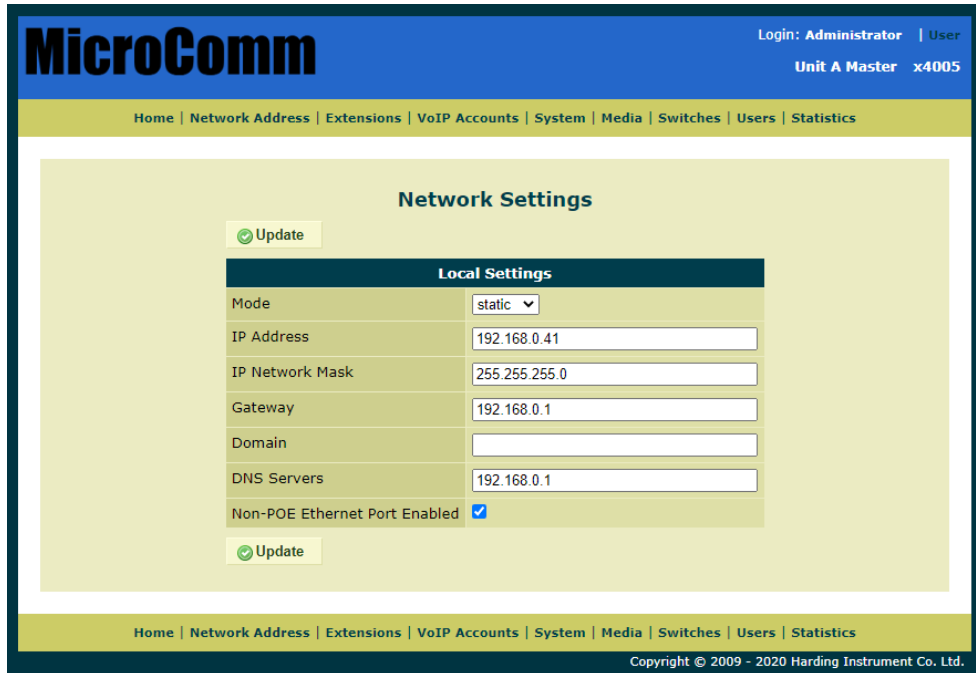 MicroComm
Login: Administrator | User
Unit A Master x4005
Home | Network Address | Extensions | VoIP Accounts | System | Media | Switches | Users | Statistics
Network Settings
Update
Local Settings
Mode static
IP Address 192.168.0.41
IP Network Mask 255.255.255.0
Gateway 192.168.0.1
Domain
DNS Servers 192.168.0.1
Non-POE Ethernet Port Enabled
Update
Home | Network Address | Extensions | VoIP Accounts | System | Media | Switches | Users | Statistics
Copyright © 2009 - 2020 Harding Instrument Co. Ltd.